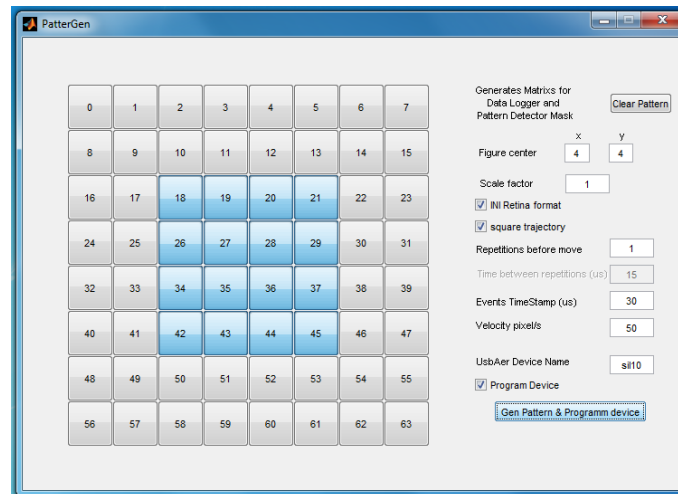 PatterGen
Generates Matrixs for
Data Logger and
Pattern Detector Mask
Clear Pattern
0 1 2 3 4 5 6 7
x y
8 9 10 11 12 13 14 15
Figure center 4 4
Scale factor 1
16 17 18 19 20 21 22 23
INI Retina format
square trajectory
24 25 26 27 28 29 30 31
Repetitions before move 1
Time between repetitions (us) 15
32 33 34 35 36 37 38 39
Events TimeStamp (us) 30
Velocity pixel/s 50
40 41 42 43 44 45 46 47
UsbAer Device Name sil10
48 49 50 51 52 53 54 55
Program Device
Gen Pattern & Programm device
56 57 58 59 60 61 62 63